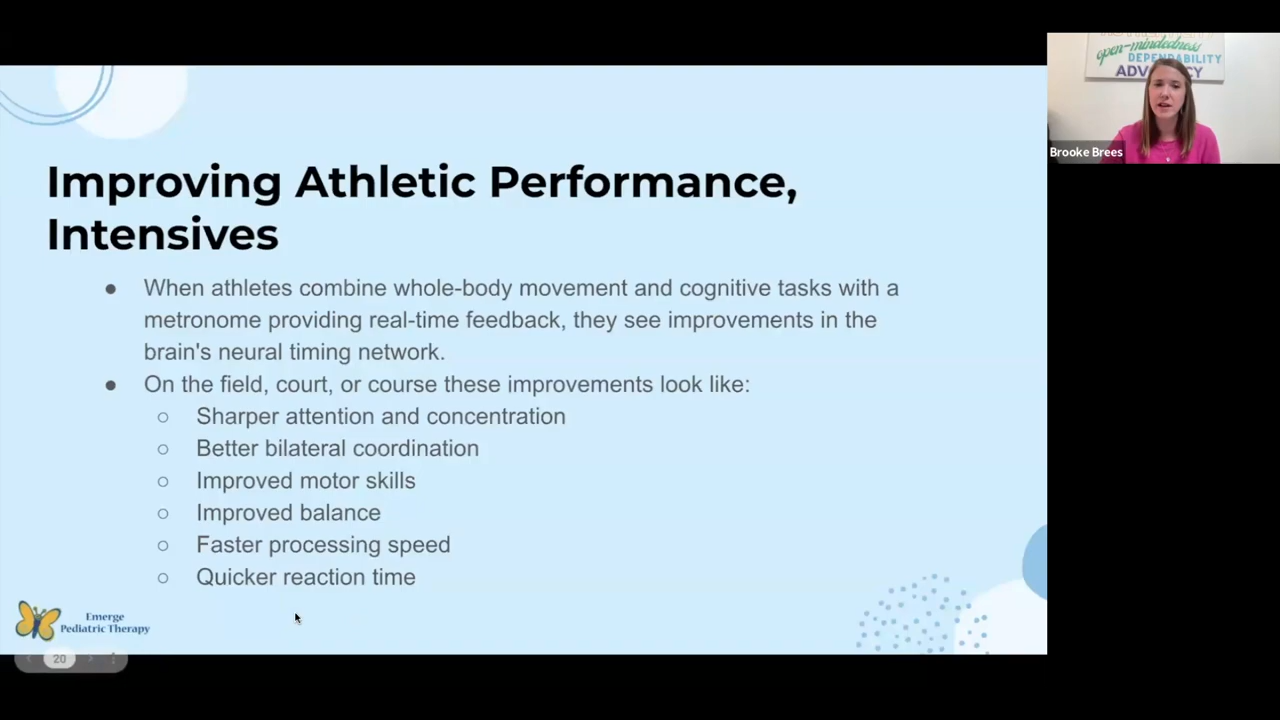 Improving Athletic Performance,
Intensives
● When athletes combine whole-body movement and cognitive tasks with a
metronome providing real-time feedback, they see improvements in the
brain's neural timing network.
● On the field, court, or course these improvements look like:
○ Sharper attention and concentration
○ Better bilateral coordination
○ Improved motor skills
○ Improved balance
○ Faster processing speed
○ Quicker reaction time
Emerge
Pediatric Therapy
20
open-mindedness
DEPENDABILITY
Brooke Brees